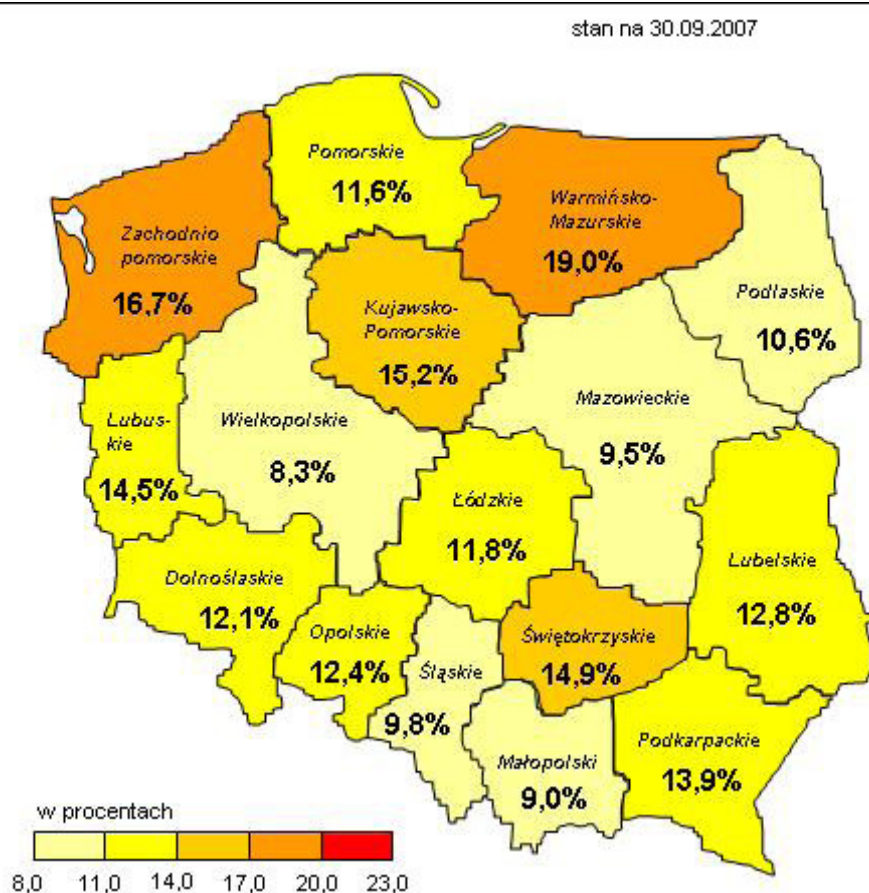 stan na 30.09.2007
Pomorskie
11,6%
Warmińsko-
Mazurskie
19,0%
Zachodnio
pomorskie
16,7%
Podlaskie
10,6%
Kujawsko-
Pomorskie
15,2%
Mazowieckie
9,5%
Lubus-
kie
14,5%
Wielkopolskie
8,3%
Łódzkie
11,8%
Lubelskie
12,8%
Dolnoślaskie
12,1%
Opolskie
12,4%
Świętokrzyskie
14,9%
Śląskie
9,8%
Małopolski
9,0%
Podkarpackie
13,9%
w procentach
8,0 11,0 14,0 17,0 20,0 23,0